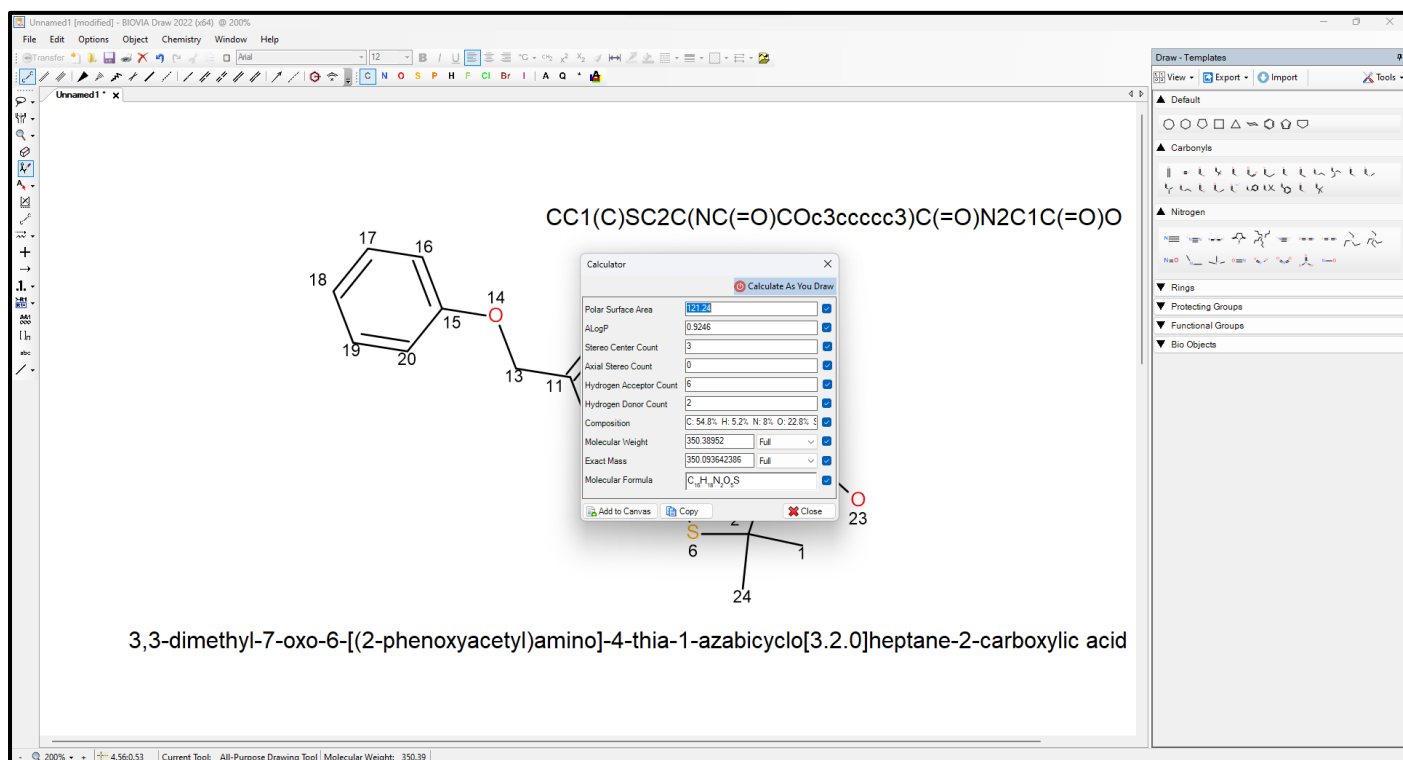 Unnamed1 [modified] - BIOVIA Draw 2022 (x64) @ 200%
File Edit Options Object Chemistry Window Help
Transfer Arial 12 B I U
C N O S P H F Cl Br I A Q * A
Unnamed1 *
Draw - Templates
View Export Import Tools
Default
Carbonyls
Nitrogen
Rings
Protecting Groups
Functional Groups
Bio Objects
CC1(C)SC2C(NC(=O)COc3ccccc3)C(=O)N2C1C(=O)O
17
16
18
14
O
15
19
20
13
11
Calculator
Calculate As You Draw
Polar Surface Area 121.24
ALogP 0.9246
Stereo Center Count 3
Axial Stereo Count 0
Hydrogen Acceptor Count 6
Hydrogen Donor Count 2
Composition C: 54.8% H: 5.2% N: 8% O: 22.8% S
Molecular Weight 350.38952 Full
Exact Mass 350.093642386 Full
Molecular Formula C16H18N2O5S
Add to Canvas Copy Close
O
23
2
S
6
1
24
3,3-dimethyl-7-oxo-6-[(2-phenoxyacetyl)amino]-4-thia-1-azabicyclo[3.2.0]heptane-2-carboxylic acid
200% 4.56:0.53 Current Tool: All-Purpose Drawing Tool Molecular Weight: 350.39